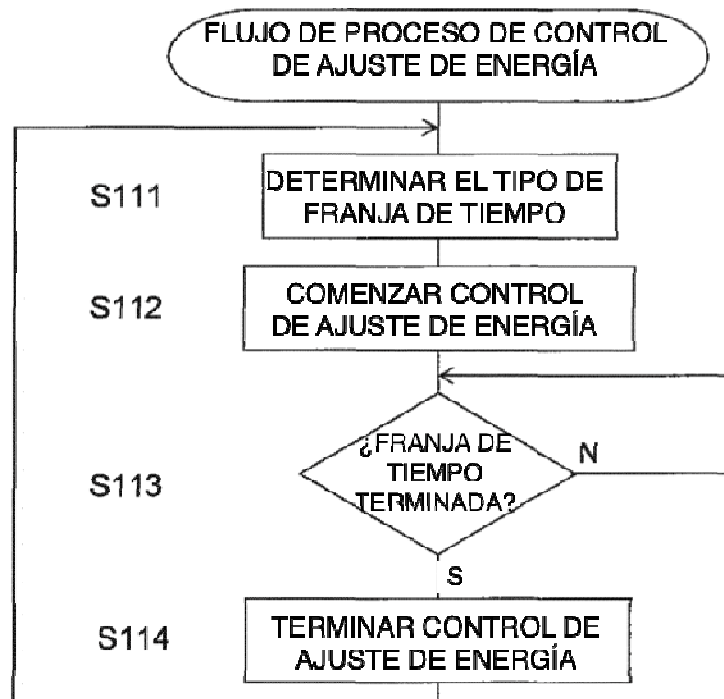 FLUJO DE PROCESO DE CONTROL
DE AJUSTE DE ENERGÍA
S111
DETERMINAR EL TIPO DE
FRANJA DE TIEMPO
S112
COMENZAR CONTROL
DE AJUSTE DE ENERGÍA
S113
¿FRANJA DE
TIEMPO
TERMINADA?
N
S
S114
TERMINAR CONTROL DE
AJUSTE DE ENERGÍA